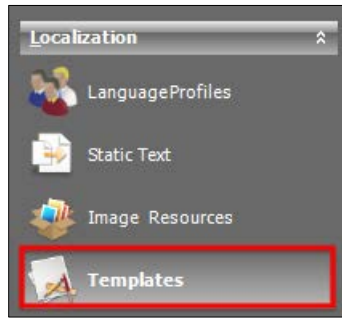 Localization
LanguageProfiles
Static Text
Image Resources
Templates